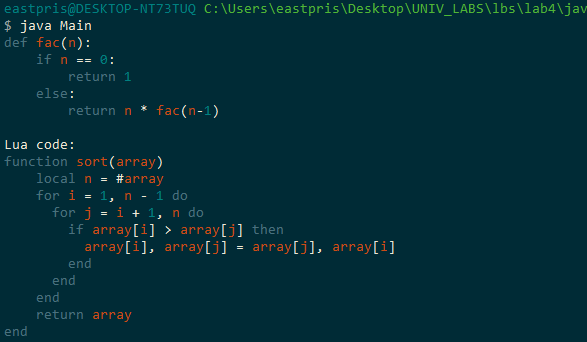 eastpris@DESKTOP-NT73TUQ C:\Users\eastpris\Desktop\UNIV_LABS\lbs\lab4\jav
$ java Main
def fac(n):
    if n == 0:
        return 1
    else:
        return n * fac(n-1)

Lua code:
function sort(array)
    local n = #array
    for i = 1, n - 1 do
      for j = i + 1, n do
        if array[i] > array[j] then
          array[i], array[j] = array[j], array[i]
        end
      end
    end
    return array
end